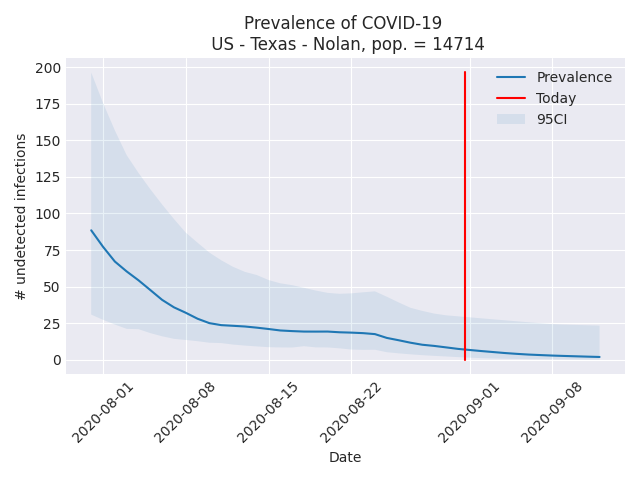 Prevalence of COVID-19
US - Texas - Nolan, pop. = 14714
200
175
150
125
100
75
50
25
0
# undetected infections
Prevalence
Today
95CI
2020-08-01
2020-08-08
2020-08-15
2020-08-22
2020-09-01
2020-09-08
Date